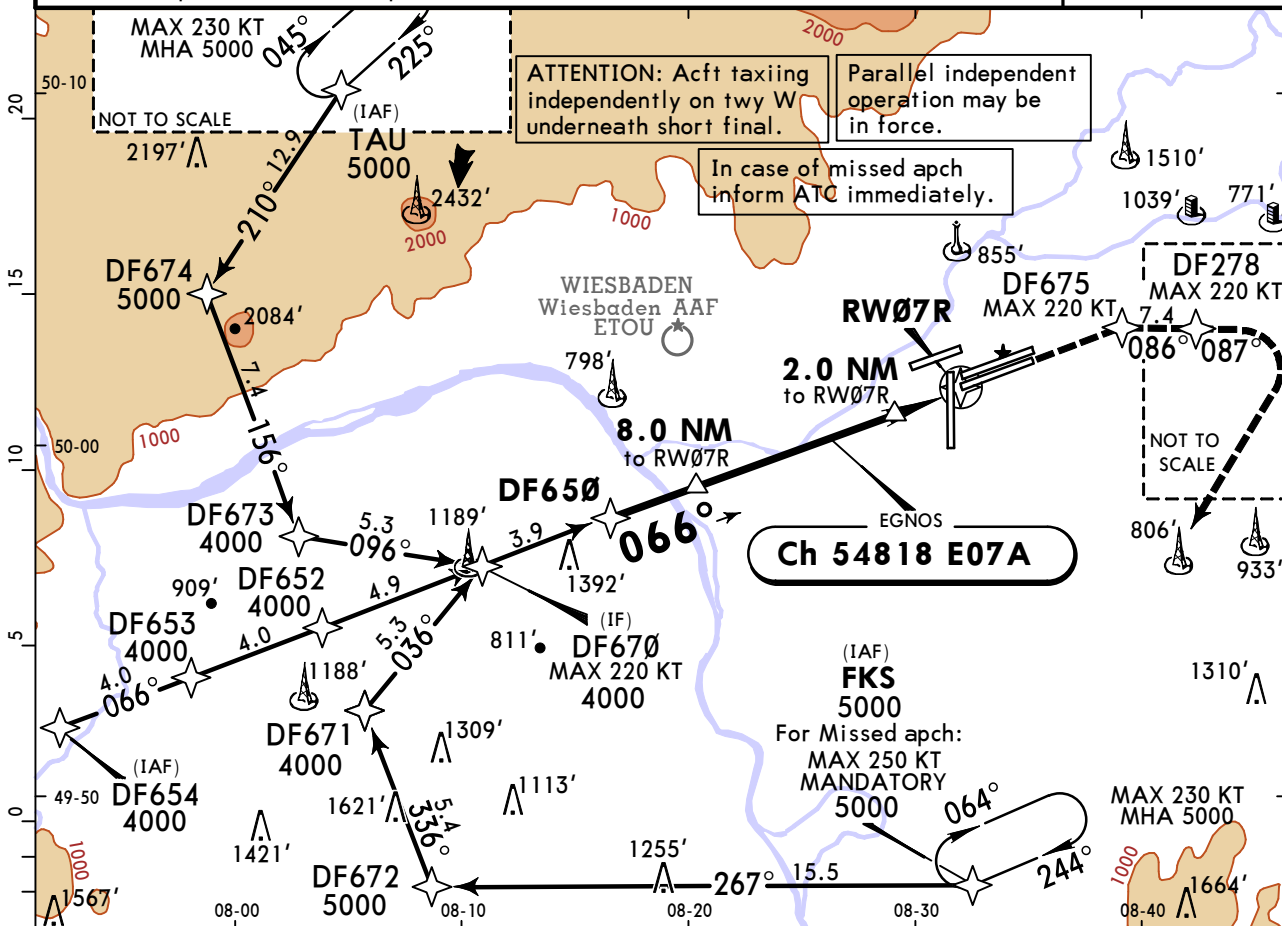 MAX 230 KT
MHA 5000
045°
225°
2000
50-10
20
NOT TO SCALE
2197'
(IAF)
TAU
5000
12.9
210°
2432'
2000
ATTENTION: Acft taxiing
independently on twy W
underneath short final.
Parallel independent
operation may be
in force.
In case of missed apch
inform ATC immediately.
1000
1510'
1039'
771'
855'
15
DF674
5000
2084'
WIESBADEN
Wiesbaden AAF
ETOU
DF675
MAX 220 KT
DF278
MAX 220 KT
RWØ7R
7.4
086°
087°
798'
2.0 NM
to RWØ7R
7.4
156°
1000
50-00
10
8.0 NM
to RWØ7R
NOT TO
SCALE
DF65Ø
066°
EGNOS
Ch 54818 E07A
806'
933'
DF673
4000
5.3
096°
1189'
3.9
1392'
909'
DF652
4000
4.9
5
DF653
4000
4.0
4.0
066°
5.3
036°
811'
(IF)
DF67Ø
MAX 220 KT
4000
1188'
DF671
4000
1309'
(IAF)
FKS
5000
For Missed apch:
MAX 250 KT
MANDATORY
5000
1310'
(IAF)
DF654
4000
49-50
0
1621'
5.4
336°
1113'
064°
244°
MAX 230 KT
MHA 5000
1421'
1000
1567'
DF672
5000
1255'
267°
15.5
1000
1664'
08-00
08-10
08-20
08-30
08-40